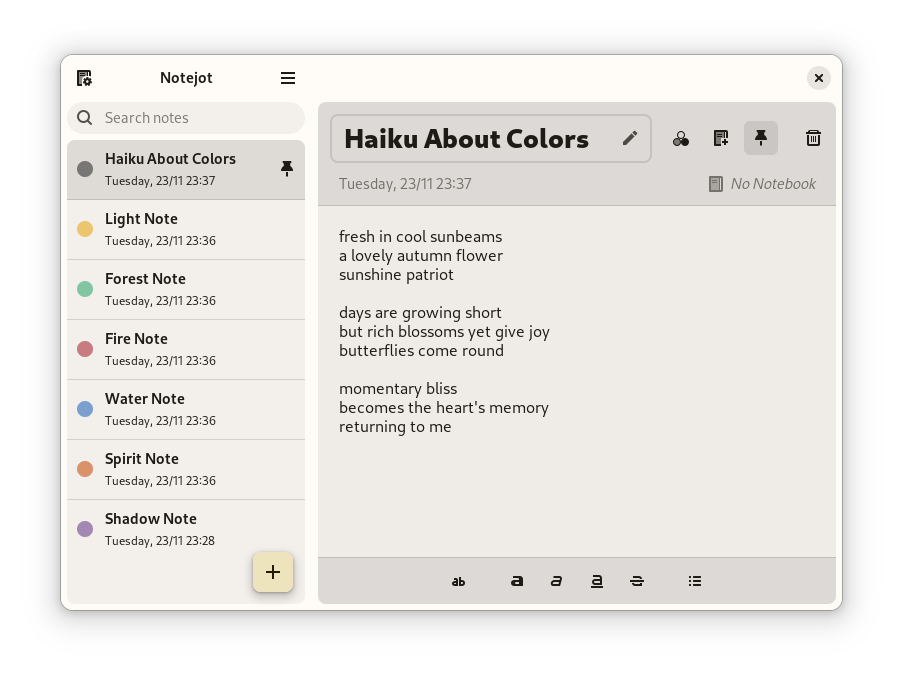 Notejot
Search notes
Haiku About Colors
Tuesday, 23/11 23:37
Light Note
Tuesday, 23/11 23:36
Forest Note
Tuesday, 23/11 23:36
Fire Note
Tuesday, 23/11 23:36
Water Note
Tuesday, 23/11 23:36
Spirit Note
Tuesday, 23/11 23:36
Shadow Note
Tuesday, 23/11 23:28
Haiku About Colors
Tuesday, 23/11 23:37
No Notebook
fresh in cool sunbeams
a lovely autumn flower
sunshine patriot
days are growing short
but rich blossoms yet give joy
butterflies come round
momentary bliss
becomes the heart's memory
returning to me
ab
a a a S